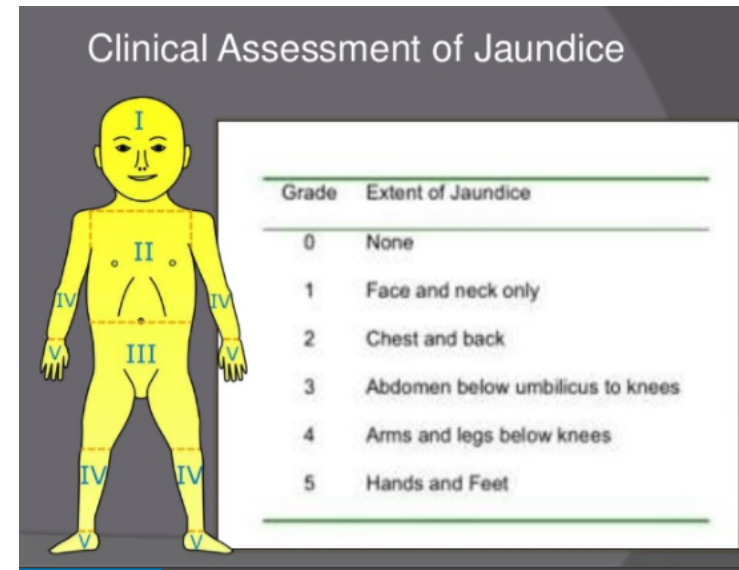 Clinical Assessment of Jaundice
I
II
IV
IV
V
III
V
IV
IV
V
V
Grade Extent of Jaundice
0 None
1 Face and neck only
2 Chest and back
3 Abdomen below umbilicus to knees
4 Arms and legs below knees
5 Hands and Feet